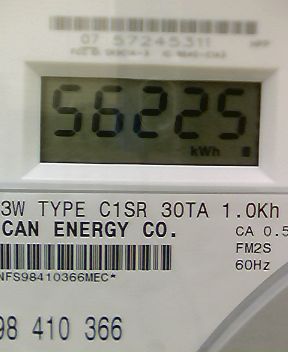 07 57245311
56225
kWh
3W TYPE C1SR 30TA 1.0Kh
CAN ENERGY CO.
CA 0.5
FM2S
60Hz
NFS98410366MEC*
98 410 366